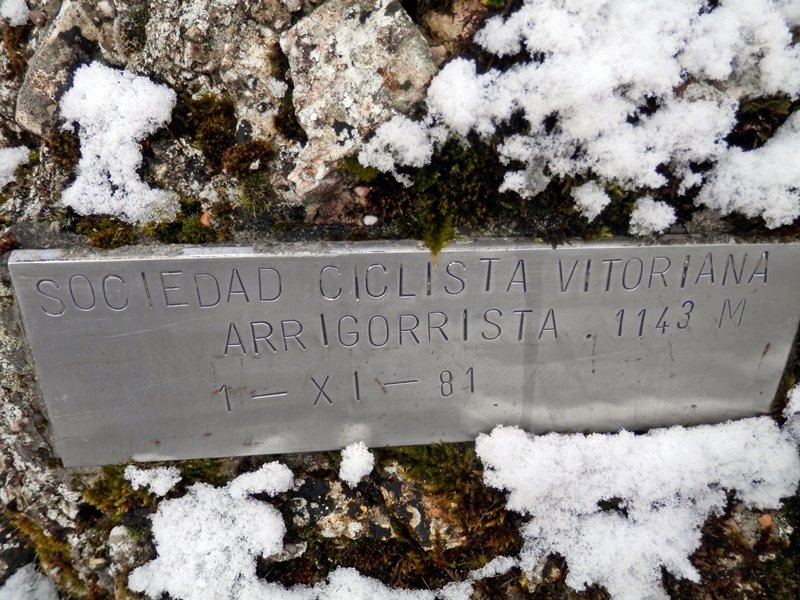 SOCIEDAD CICLISTA VITORIANA
ARRIGORRISTA . 1143 M
1 — XI — 81